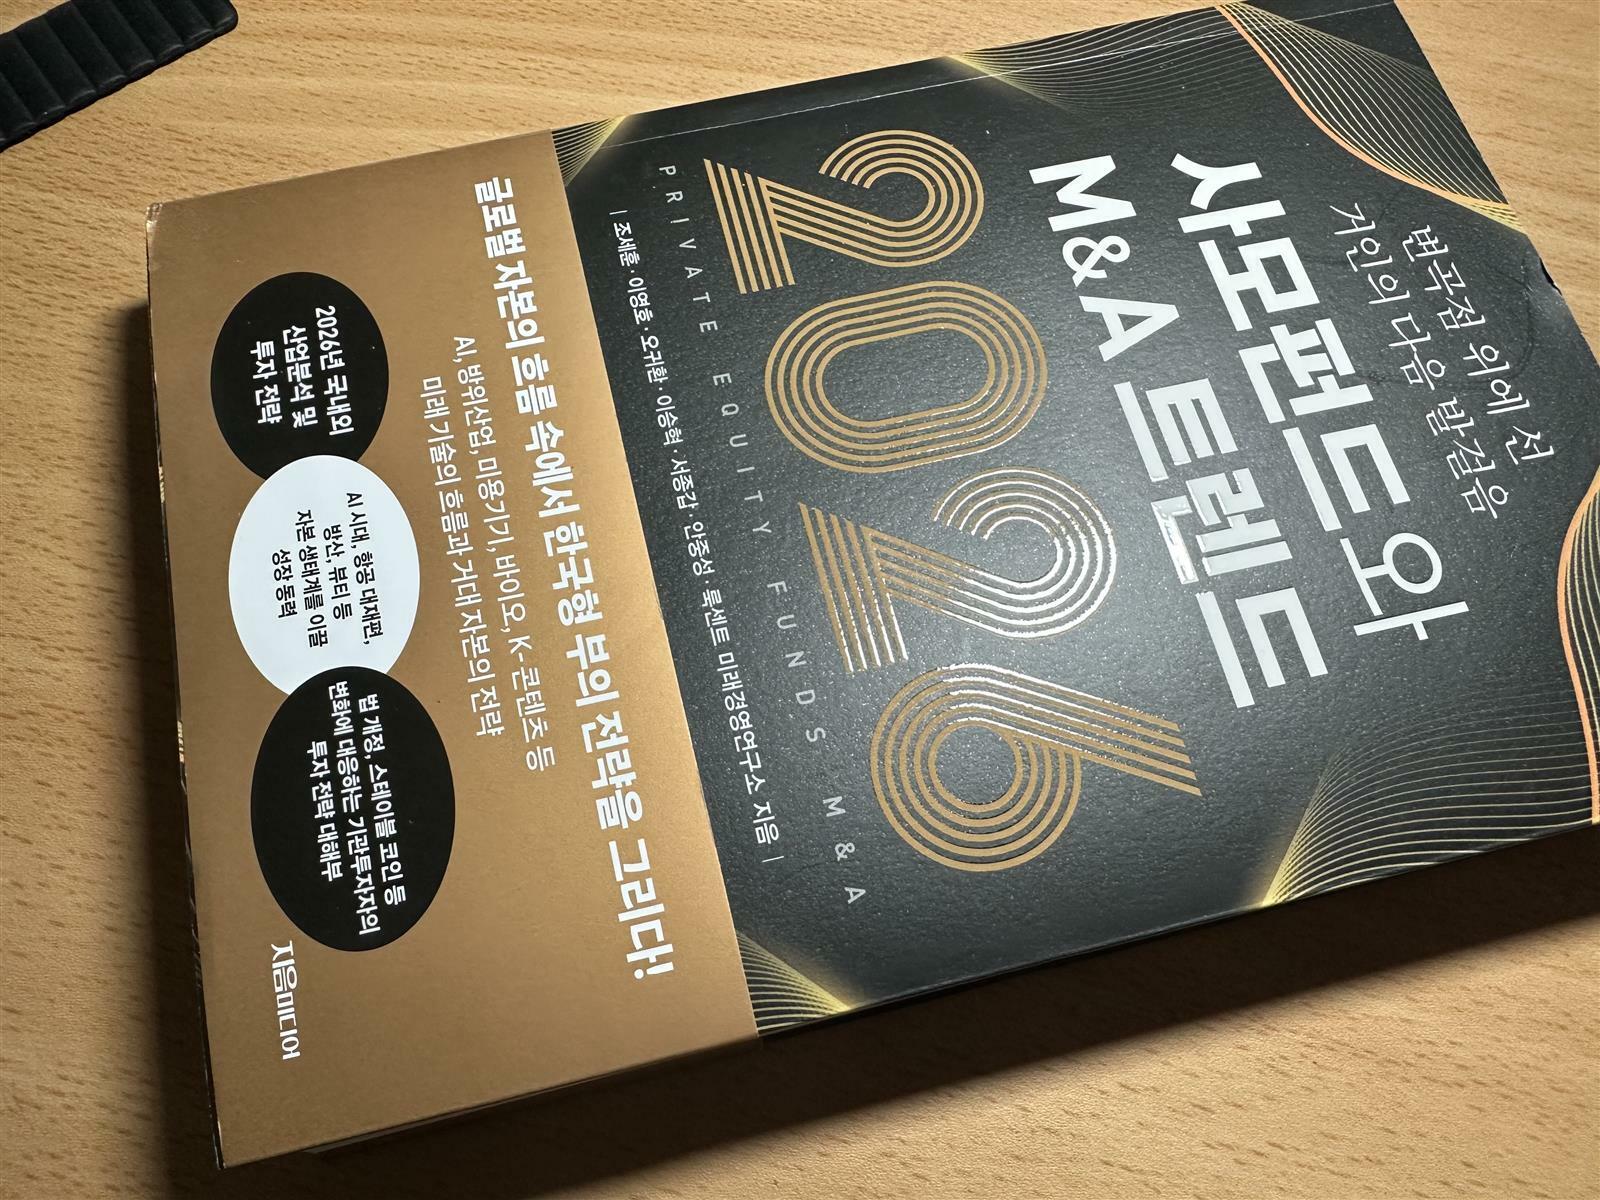 변곡점 위에 선
거인의 다음 발걸음
사모펀드와
M&A 트렌드
2026
PRIVATE EQUITY FUNDS M&A
| 조세훈 · 이영호 · 오귀환 · 이승혁 · 서종갑 · 안중성 · 룩센트 미래경영연구소 지음 |
글로벌 자본의 흐름 속에서 한국형 부의 전략을 그리다!
AI, 방위산업, 미용기기, 바이오, K-콘텐츠 등
미래 기술의 흐름과 거대 자본의 전략
2026년 국내외
산업분석 및
투자 전략
AI 시대, 항공 대재편,
방산, 뷰티 등
자본 생태계를 이끌
성장 동력
법 개정, 스테이블 코인 등
변화에 대응하는 기관투자자의
투자 전략 대해부
지음미디어